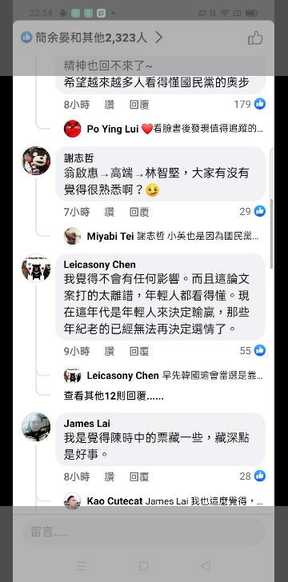 22:54
簡余晏和其他2,323人
精神也回不來了~
希望越來越多人看得懂國民黨的奧步
8小時 讚 回覆 179
Po Ying Lui ❤️看臉書後發現值得追蹤的...
謝志哲
翁啟惠→高端→林智堅，大家有沒有
覺得很熟悉啊？😏
7小時 讚 回覆 29
Miyabi Tei 謝志哲 小英也是因為國民黨...
Leicasony Chen
我覺得不會有任何影響。而且這論文
案打的太離譜，年輕人都看得懂。現
在這年代是年輕人來決定輸贏，那些
年紀老的已經無法再決定選情了。
9小時 讚 回覆 55
Leicasony Chen 早先韓國瑜會當選是靠...
查看其他12則回覆......
James Lai
我是覺得陳時中的票藏一些，藏深點
是好事。
8小時 讚 回覆 28
Kao Cutecat James Lai 我也這麼覺得，...
留言......